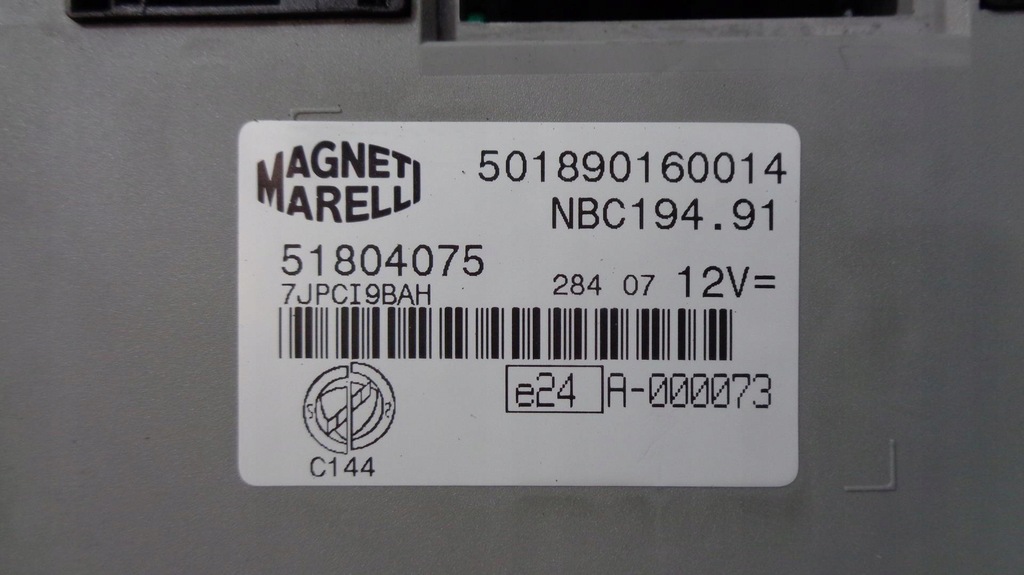 MAGNETI
MARELLI
501890160014
NBC194.91
51804075
7JPCI9BAH
284 07 12V=
e24 A-000073
C144